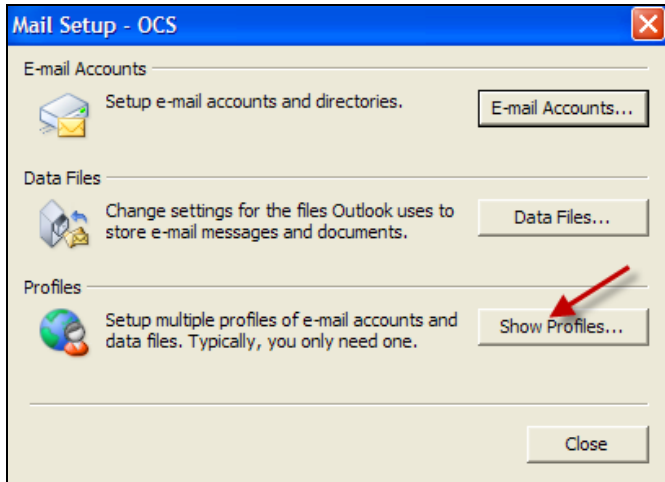 Mail Setup - OCS
E-mail Accounts
Setup e-mail accounts and directories.
E-mail Accounts...
Data Files
Change settings for the files Outlook uses to
store e-mail messages and documents.
Data Files...
Profiles
Setup multiple profiles of e-mail accounts and
data files. Typically, you only need one.
Show Profiles...
Close